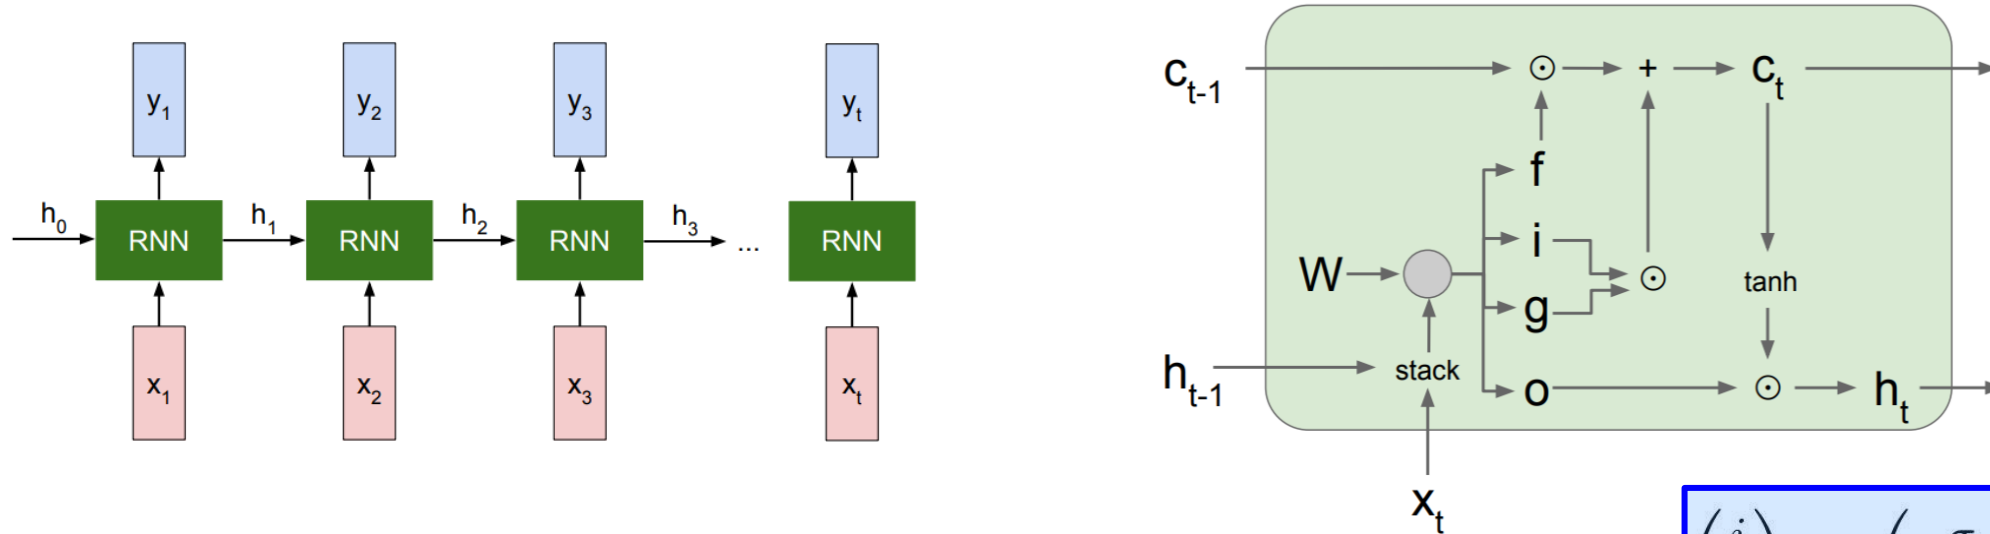 y₁ y₂ y₃ yₜ
h₀ RNN h₁ RNN h₂ RNN h₃ ... RNN
x₁ x₂ x₃ xₜ
cₜ₋₁ ⊙ + cₜ
f
i
W ⊙ tanh
g
hₜ₋₁ stack o ⊙ hₜ
xₜ